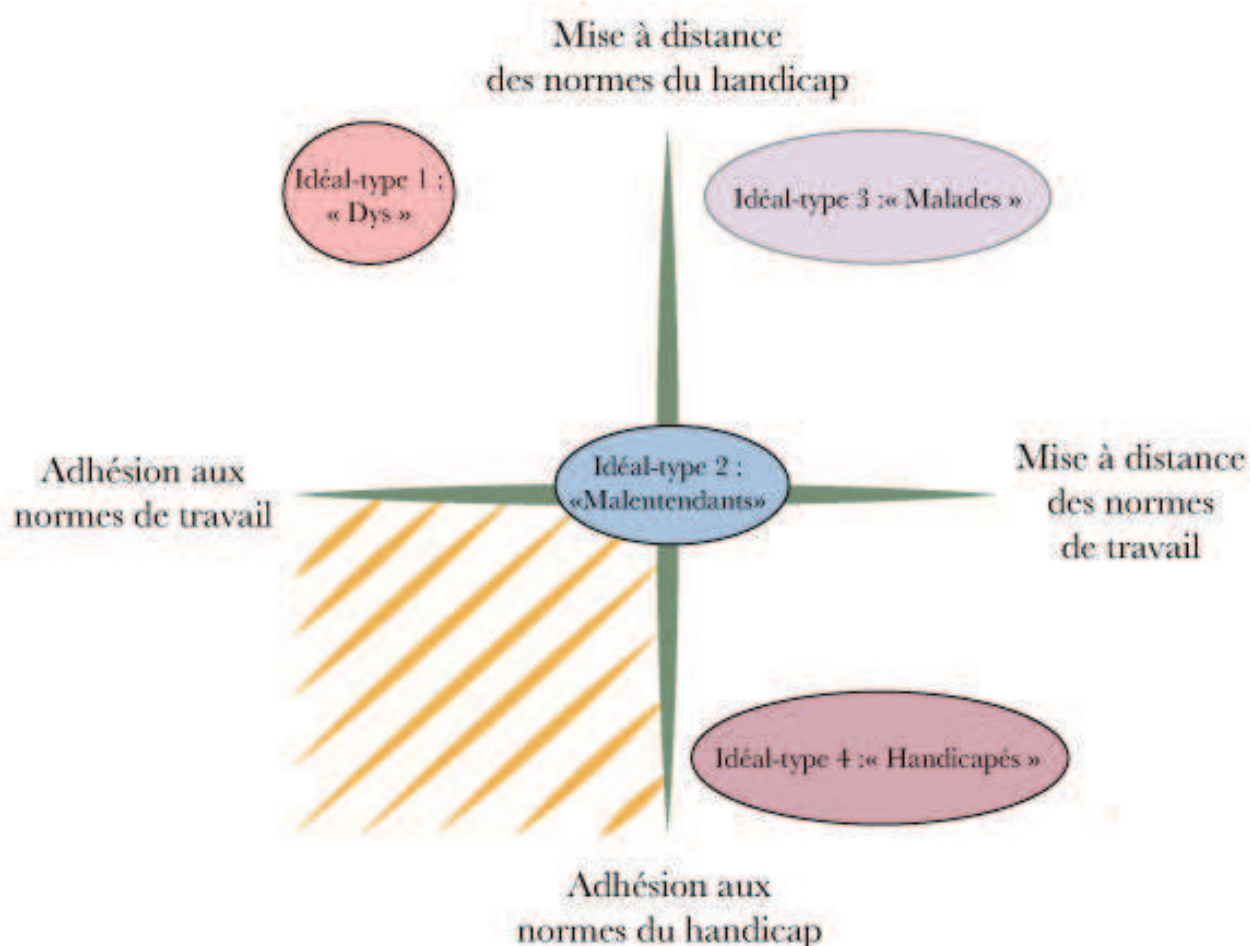 Mise à distance
des normes du handicap
Idéal-type 1 :
« Dys »
Idéal-type 3 :« Malades »
Adhésion aux
normes de travail
Idéal-type 2 :
«Malentendants»
Mise à distance
des normes
de travail
Idéal-type 4 :« Handicapés »
Adhésion aux
normes du handicap